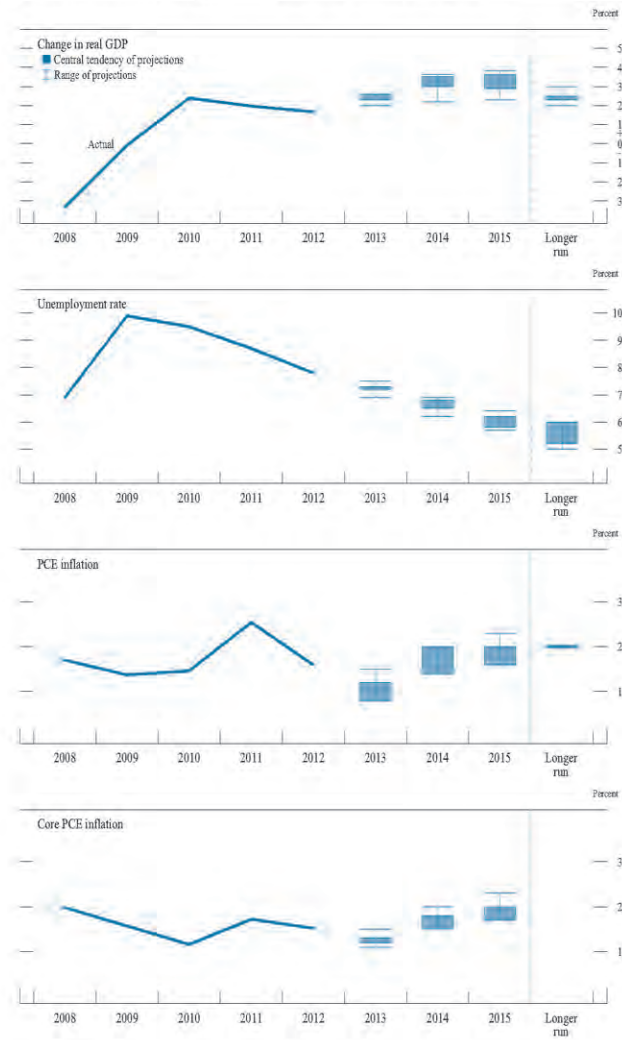 Percent
Change in real GDP
Central tendency of projections
Range of projections
Actual
5
4
3
2
1
+
0
-
1
2
3
2008 2009 2010 2011 2012 2013 2014 2015 Longer run
Percent
Unemployment rate
10
9
8
7
6
5
2008 2009 2010 2011 2012 2013 2014 2015 Longer run
Percent
PCE inflation
3
2
1
2008 2009 2010 2011 2012 2013 2014 2015 Longer run
Percent
Core PCE inflation
3
2
1
2008 2009 2010 2011 2012 2013 2014 2015 Longer run